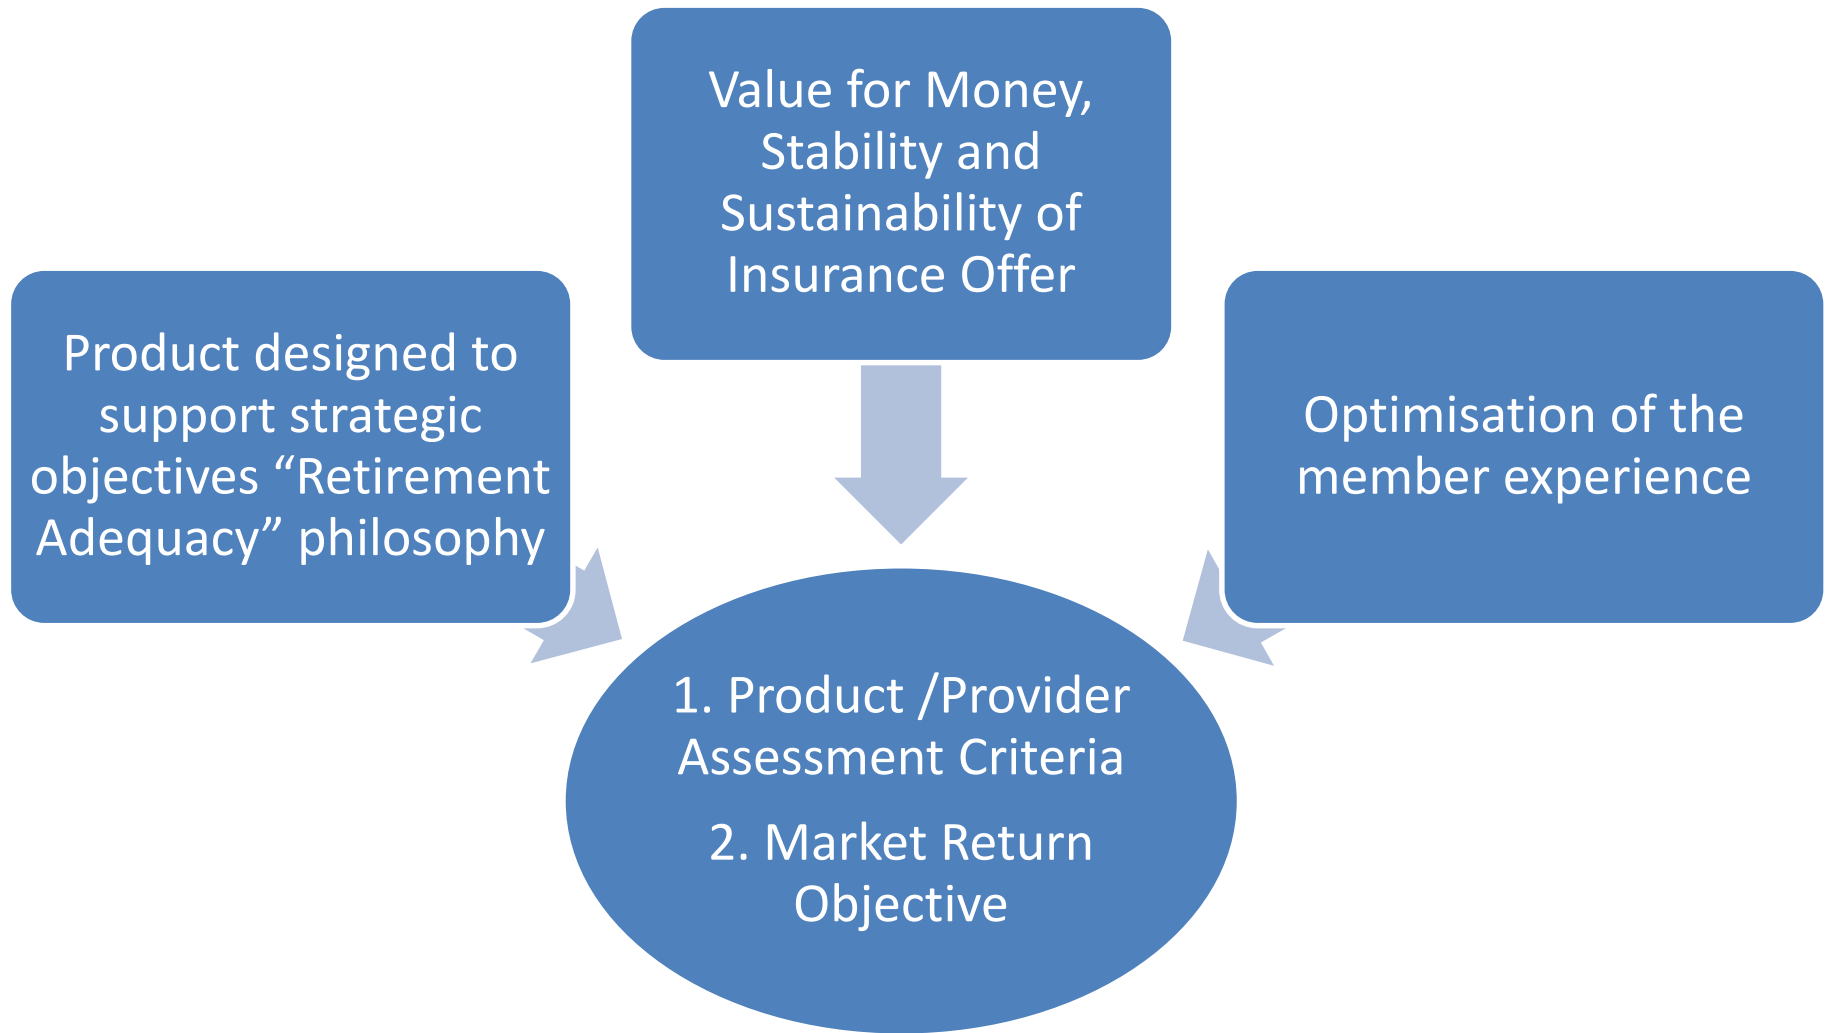 Value for Money,
Stability and
Sustainability of
Insurance Offer
Product designed to
support strategic
objectives “Retirement
Adequacy” philosophy
Optimisation of the
member experience
1. Product /Provider
Assessment Criteria
2. Market Return
Objective